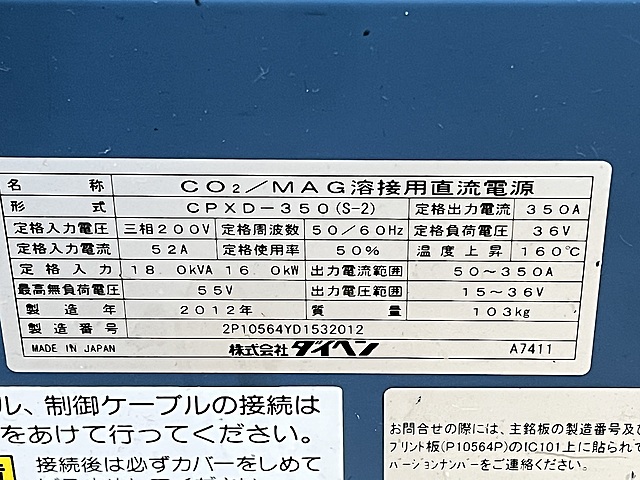 名 称 CO₂/MAG溶接用直流電源
形 式 CPXD-350(S-2) 定格出力電流 350A
定格入力電圧 三相200V 定格周波数 50/60Hz 定格負荷電圧 36V
定格入力電流 52A 定格使用率 50% 温度上昇 160℃
定格入力 18.0kVA 16.0kW 出力電流範囲 50~350A
最高無負荷電圧 55V 出力電圧範囲 15~36V
製造年 2012年 質量 103kg
製造番号 2P10564YD1532012
MADE IN JAPAN 株式会社ダイヘン A7411
ル、制御ケーブルの接続は
をあけて行ってください。
接続後は必ずカバーをしめて
お問合せの際には、主銘板の製造番号及び
プリント板(P10564P)のIC101上に貼られて
バージョンナンバーをご連絡ください。